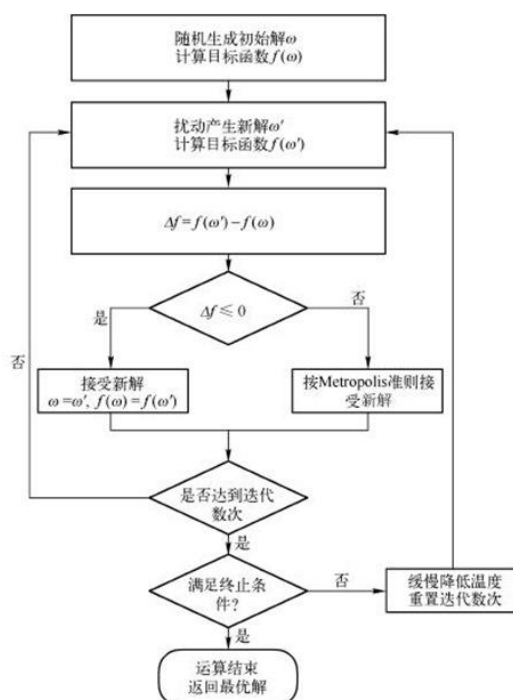 随机生成初始解ω
计算目标函数f(ω)
扰动产生新解ω′
计算目标函数f(ω′)
Δf=f(ω′)−f(ω)
Δf≤0
是
否
接受新解
ω=ω′, f(ω)=f(ω′)
按Metropolis准则接
受新解
否
是否达到迭代
数次
是
满足终止条
件?
否
缓慢降低温度
重置迭代数次
是
运算结束
返回最优解